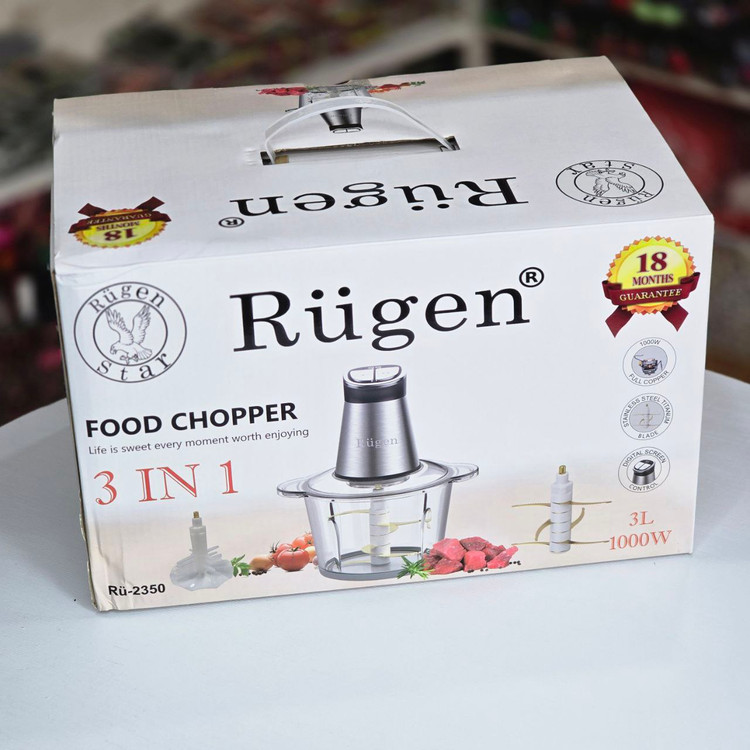 Rügen®
Rügen
Star
18
MONTHS
GUARANTEE
Rügen®
Rügen
Star
18
MONTHS
GUARANTEE
1000W
FULL COPPER
STAINLESS STEEL TITANIUM
BLADE
DIGITAL SCREEN
CONTROL
FOOD CHOPPER
Life is sweet every moment worth enjoying
3 IN 1
Rügen
3L
1000W
Rü-2350